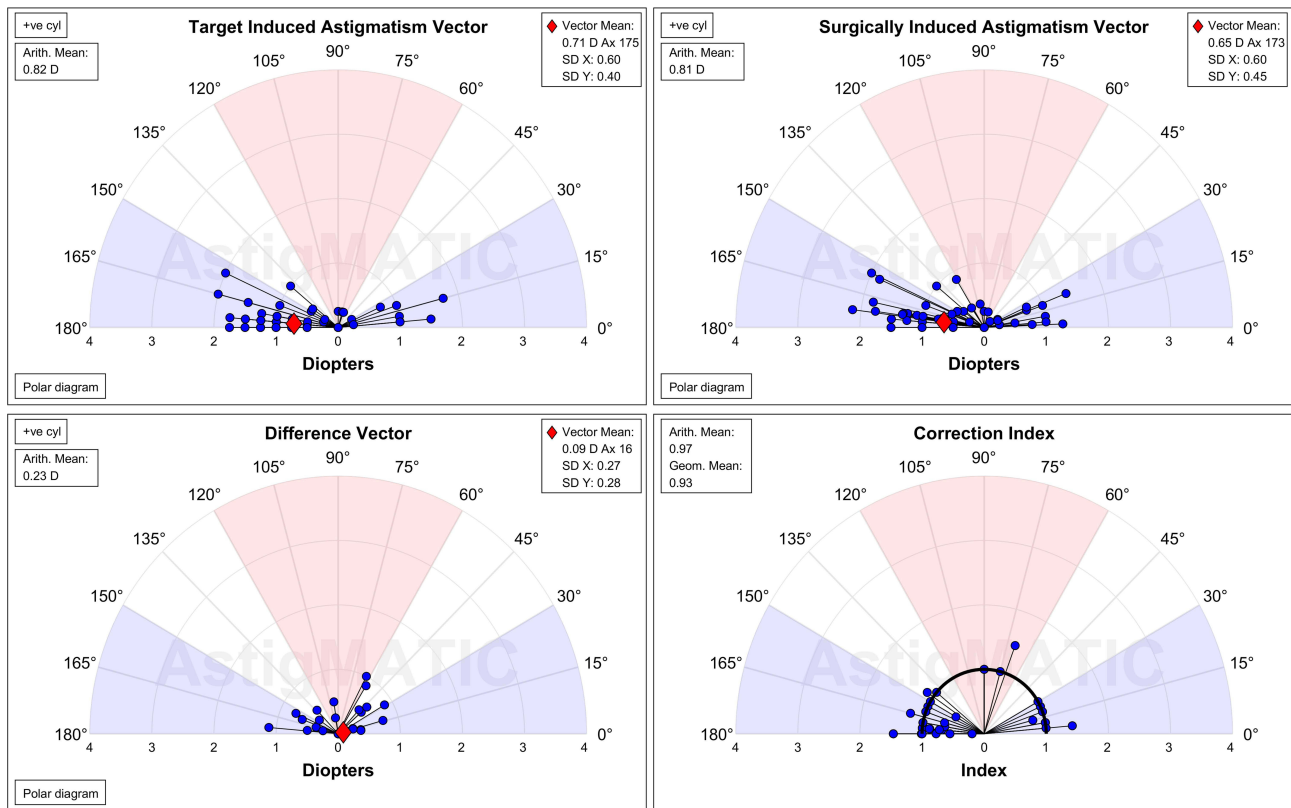 +ve cyl
Target Induced Astigmatism Vector
Vector Mean:
0.71 D Ax 175
SD X: 0.60
SD Y: 0.40
Arith. Mean:
0.82 D
90°
105° 75°
120° 60°
135° 45°
150° 30°
165° 15°
180° 0°
AstigMATIC
4 3 2 1 0 1 2 3 4
Diopters
Polar diagram
+ve cyl
Surgically Induced Astigmatism Vector
Vector Mean:
0.65 D Ax 173
SD X: 0.60
SD Y: 0.45
Arith. Mean:
0.81 D
90°
105° 75°
120° 60°
135° 45°
150° 30°
165° 15°
180° 0°
AstigMATIC
4 3 2 1 0 1 2 3 4
Diopters
Polar diagram
+ve cyl
Difference Vector
Vector Mean:
0.09 D Ax 16
SD X: 0.27
SD Y: 0.28
Arith. Mean:
0.23 D
90°
105° 75°
120° 60°
135° 45°
150° 30°
165° 15°
180° 0°
AstigMATIC
4 3 2 1 0 1 2 3 4
Diopters
Polar diagram
Arith. Mean:
0.97
Geom. Mean:
0.93
Correction Index
90°
105° 75°
120° 60°
135° 45°
150° 30°
165° 15°
180° 0°
AstigMATIC
4 3 2 1 0 1 2 3 4
Index